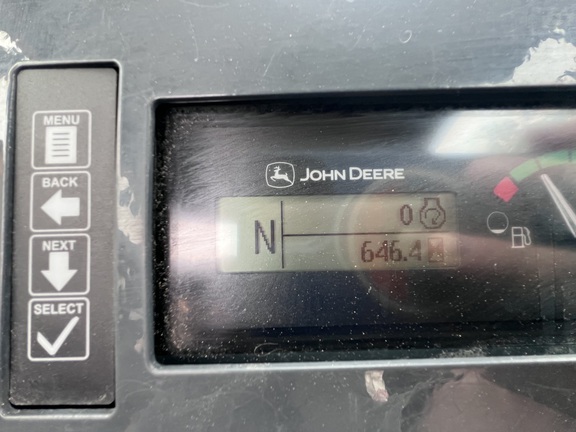 MENU
BACK
NEXT
SELECT
JOHN DEERE
N
0
646.4